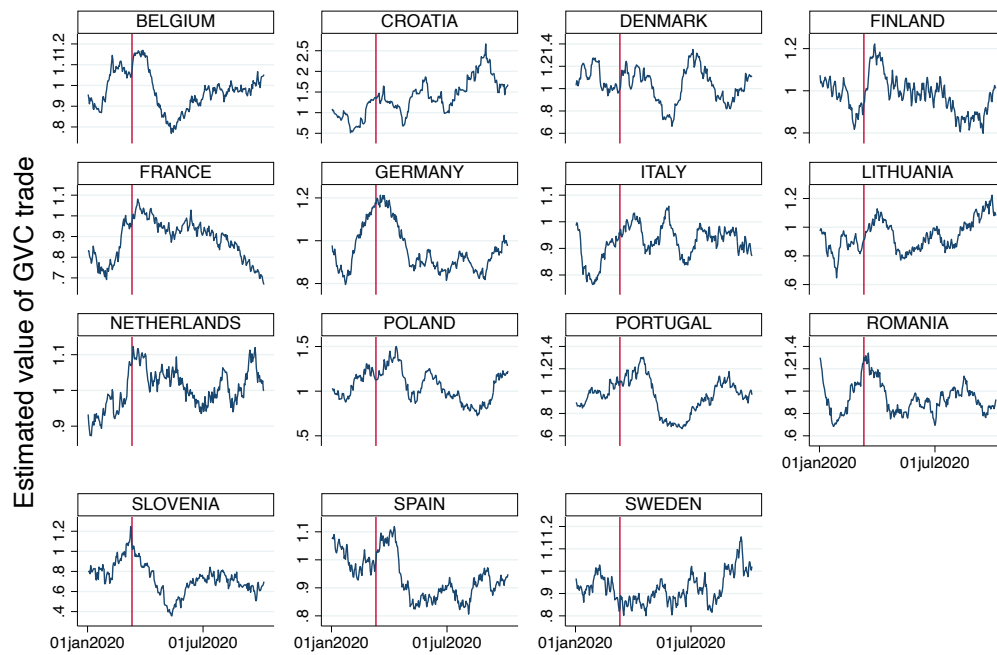 Estimated value of GVC trade
BELGIUM
.8 .9 1 1.1 1.2
CROATIA
.5 1 1.5 2 2.5
DENMARK
.6 .8 1 1.2 1.4
FINLAND
.8 1 1.2
FRANCE
.7 .8 .9 1 1.1
GERMANY
.8 1 1.2
ITALY
.8 .9 1 1.1
LITHUANIA
.6 .8 1 1.2
NETHERLANDS
.9 1 1.1
POLAND
.5 1 1.5
PORTUGAL
.6 .8 1 1.2 1.4
ROMANIA
.6 .8 1 1.2 1.4
01jan2020 01jul2020
SLOVENIA
.4 .6 .8 1 1.2
01jan2020 01jul2020
SPAIN
.8 .9 1 1.1
01jan2020 01jul2020
SWEDEN
.8 .9 1 1.1 1.2
01jan2020 01jul2020